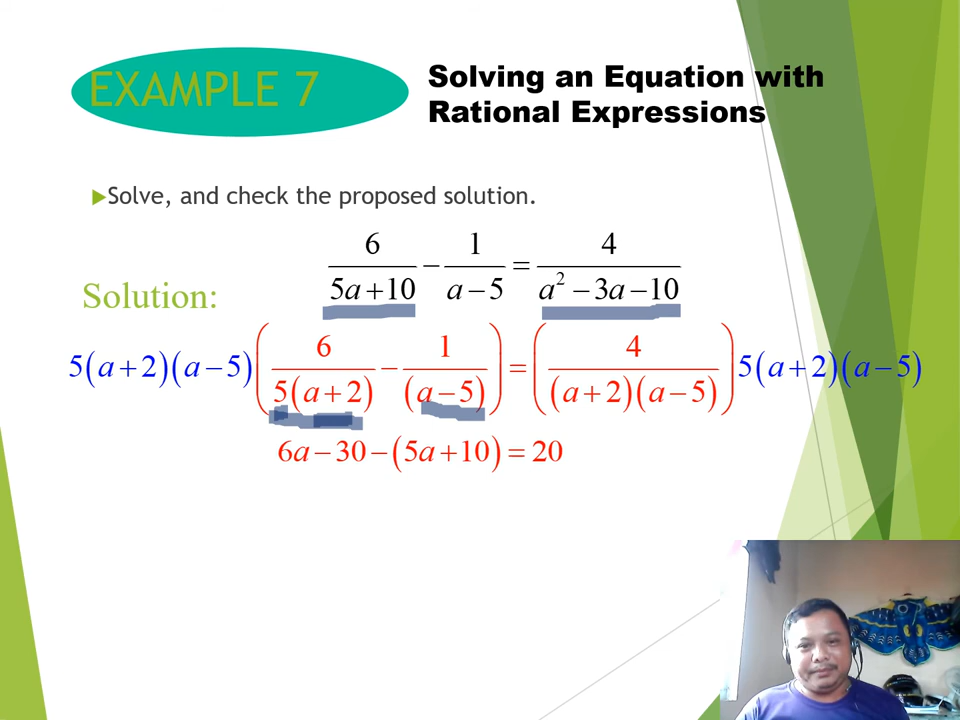 EXAMPLE 7
Solving an Equation with
Rational Expressions
Solve, and check the proposed solution.
6/(5a+10) − 1/(a−5) = 4/(a² −3a−10)
Solution:
5(a+2)(a−5)(6/(5(a+2)) − 1/(a−5)) = (4/((a+2)(a−5)))5(a+2)(a−5)
6a−30−(5a+10)=20